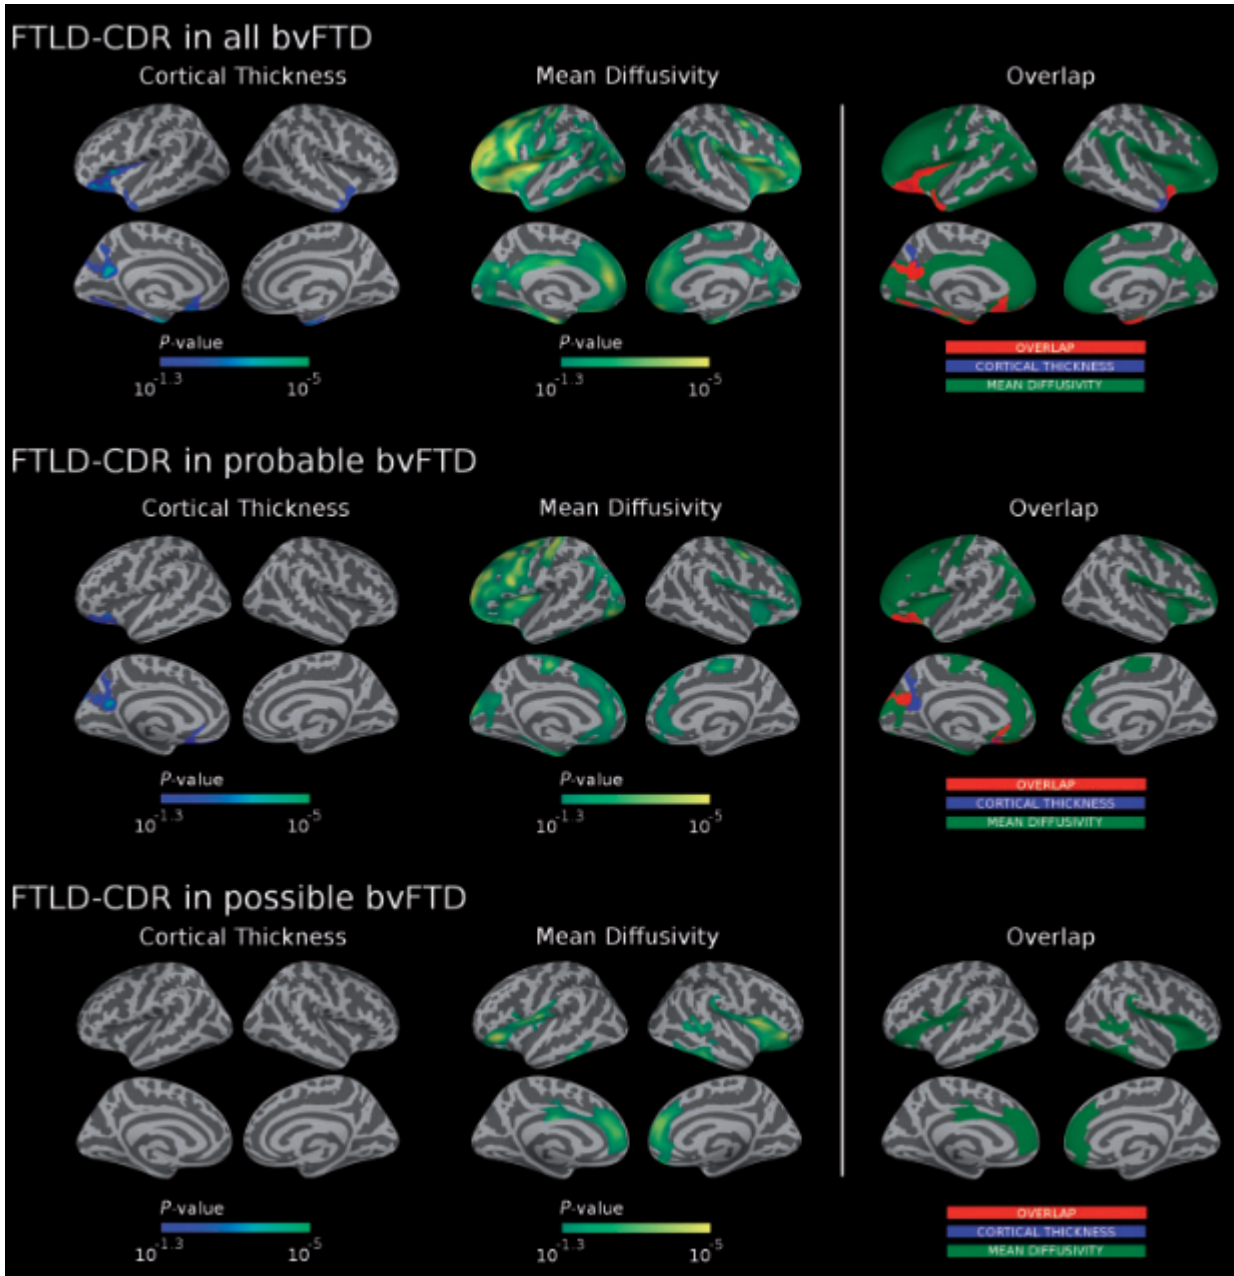 FTLD-CDR in all bvFTD
Cortical Thickness Mean Diffusivity Overlap
P-value P-value
10^-1.3 10^-5 10^-1.3 10^-5
OVERLAP
CORTICAL THICKNESS
MEAN DIFFUSIVITY
FTLD-CDR in probable bvFTD
Cortical Thickness Mean Diffusivity Overlap
P-value P-value
10^-1.3 10^-5 10^-1.3 10^-5
OVERLAP
CORTICAL THICKNESS
MEAN DIFFUSIVITY
FTLD-CDR in possible bvFTD
Cortical Thickness Mean Diffusivity Overlap
P-value P-value
10^-1.3 10^-5 10^-1.3 10^-5
OVERLAP
CORTICAL THICKNESS
MEAN DIFFUSIVITY